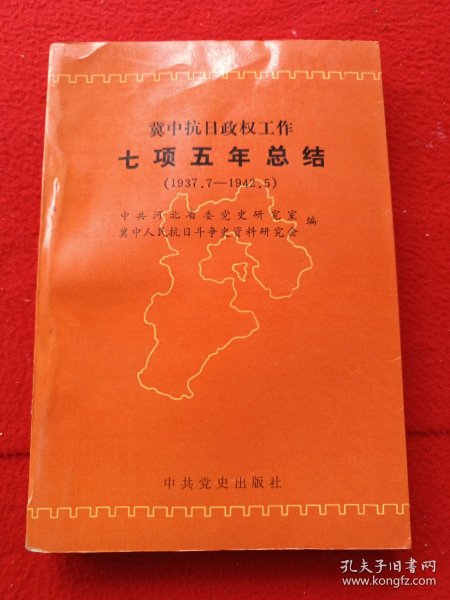 冀中抗日政权工作
七项五年总结
(1937.7—1942.5)
中共河北省委党史研究室
冀中人民抗日斗争史资料研究会 编
中共党史出版社
孔夫子旧书网
www.kongfz.com